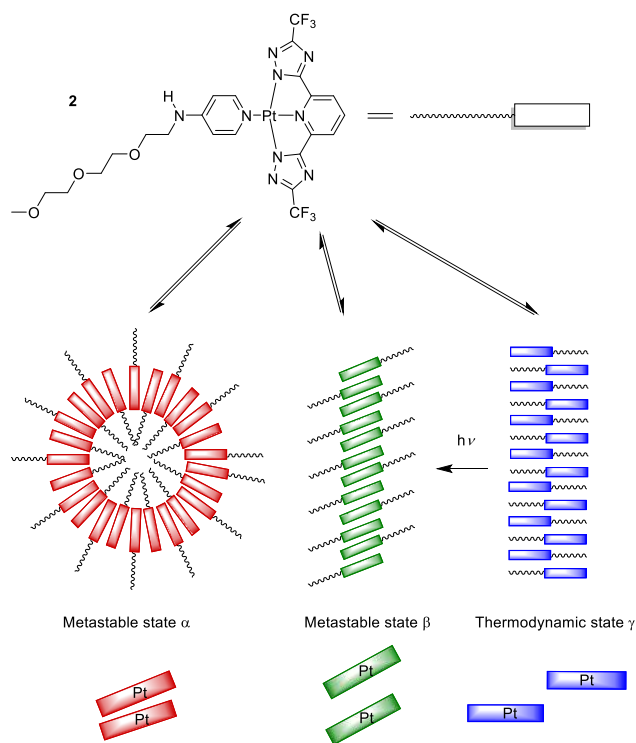 CF3
N
N
N
2
H
N
N
Pt
N
O
O
O
N
N
N
CF3
hν
Metastable state α
Metastable state β
Thermodynamic state γ
Pt
Pt
Pt
Pt
Pt
Pt